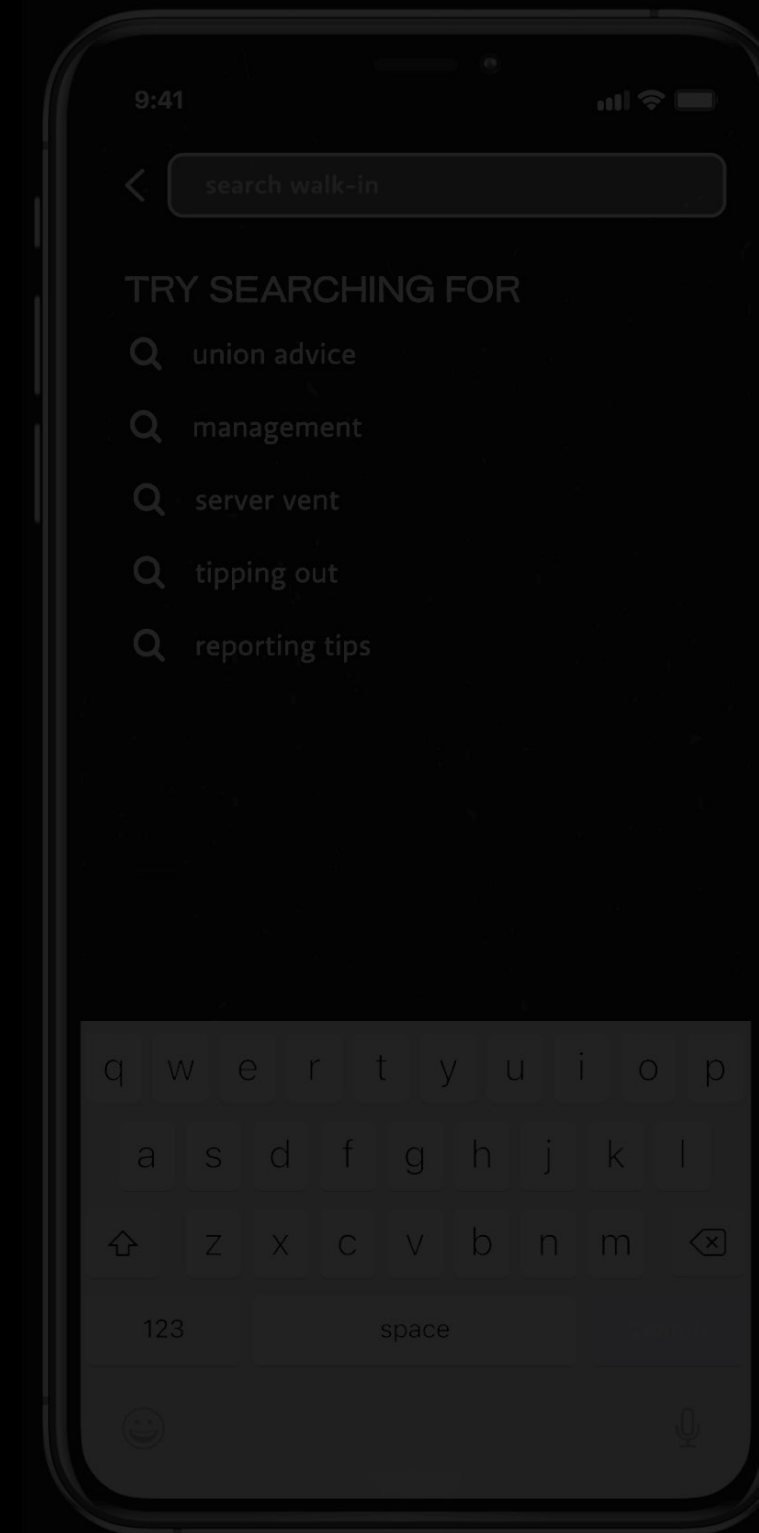 9:41
search walk-in
TRY SEARCHING FOR
union advice
management
server vent
tipping out
reporting tips
q w e r t y u i o p
a s d f g h j k l
z x c v b n m
123 space